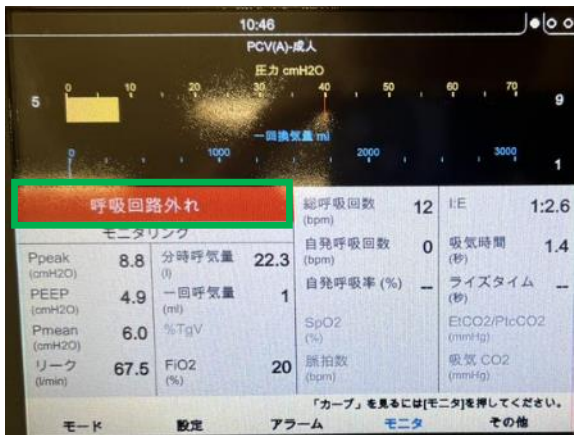 10:46
PCV(A)-成人
圧力 cmH2O
0 10 20 30 40 50 60 70
5 9
一回換気量 ml
0 1000 2000 3000
1
呼吸回路外れ
モニタリング
Ppeak (cmH2O) 8.8
PEEP (cmH2O) 4.9
Pmean (cmH2O) 6.0
リーク (l/min) 67.5
分時呼気量 (l) 22.3
一回呼気量 (ml) 1
%TgV
FiO2 (%) 20
総呼吸回数 (bpm) 12
自発呼吸回数 (bpm) 0
自発呼吸率 (%) --
SpO2 (%)
脈拍数 (bpm)
I:E 1:2.6
吸気時間 (秒) 1.4
ライズタイム (秒) --
EtCO2/PtcCO2 (mmHg)
吸気 CO2 (mmHg)
「カーブ」を見るには[モニタ]を押してください。
モード 設定 アラーム モニタ その他